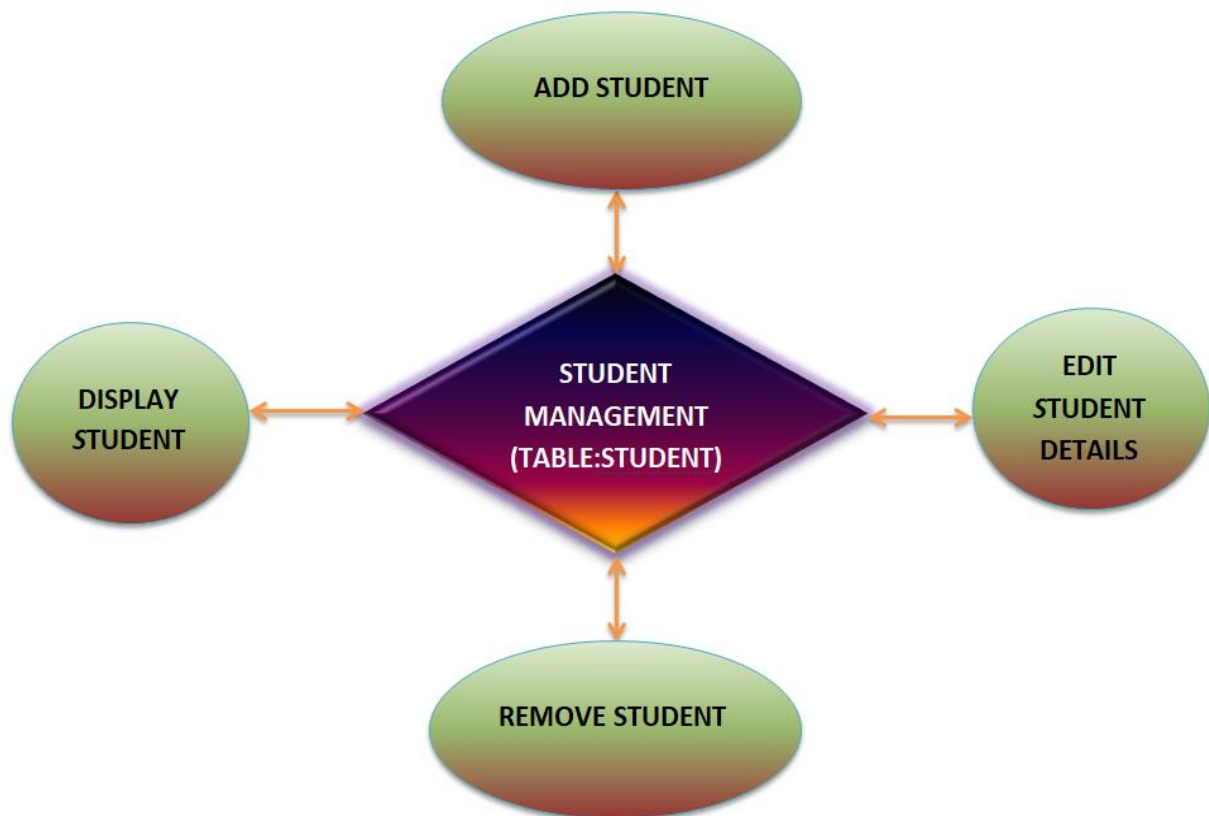 ADD STUDENT
DISPLAY
STUDENT
STUDENT
MANAGEMENT
(TABLE:STUDENT)
EDIT
STUDENT
DETAILS
REMOVE STUDENT